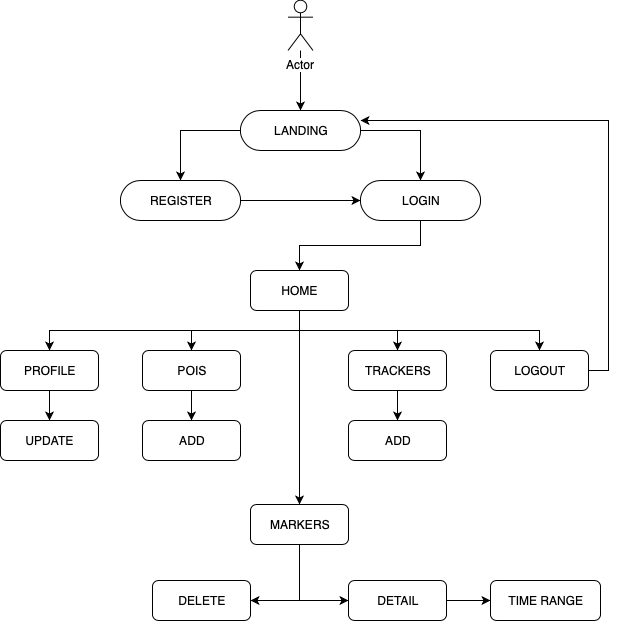 Actor
LANDING
REGISTER
LOGIN
HOME
PROFILE
POIS
TRACKERS
LOGOUT
UPDATE
ADD
ADD
MARKERS
DELETE
DETAIL
TIME RANGE